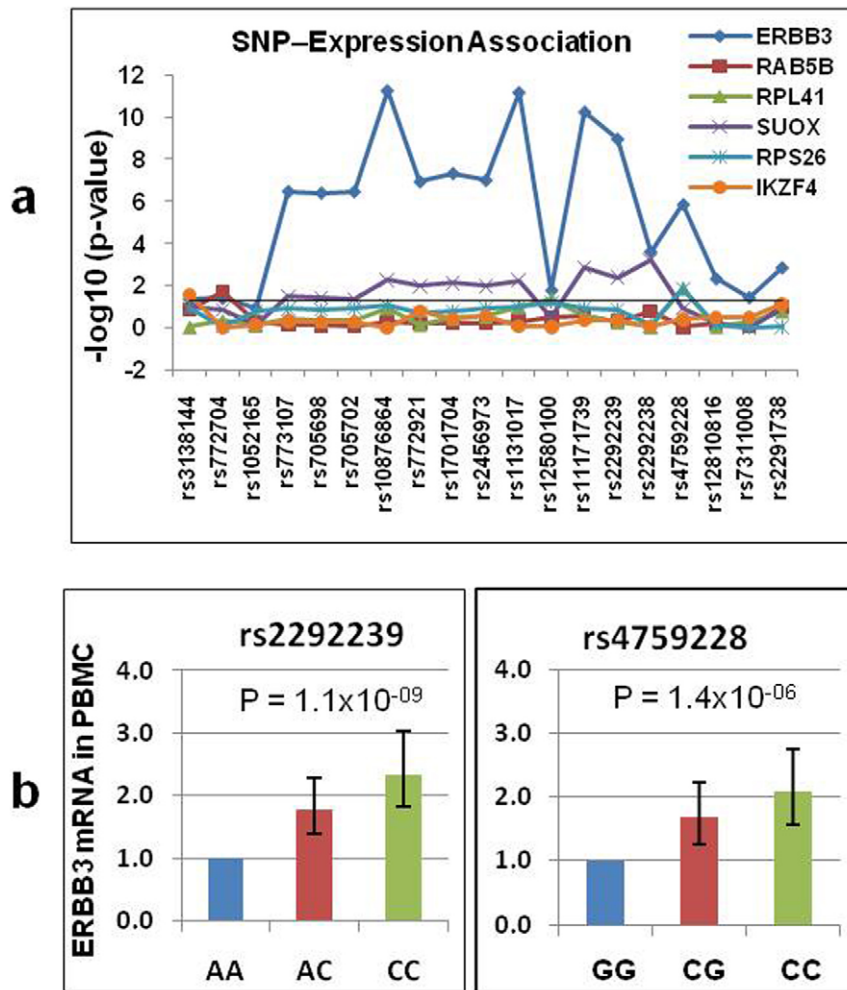 a
SNP–Expression Association
ERBB3
RAB5B
RPL41
SUOX
RPS26
IKZF4
-log10 (p-value)
12
10
8
6
4
2
0
-2
rs3138144
rs772704
rs1052165
rs773107
rs705698
rs705702
rs10876864
rs772921
rs1701704
rs2456973
rs1131017
rs12580100
rs11171739
rs2292239
rs2292238
rs4759228
rs12810816
rs7311008
rs2291738
b
ERBB3 mRNA in PBMC
rs2292239
P = 1.1x10-09
4.0
3.0
2.0
1.0
0.0
AA AC CC
rs4759228
P = 1.4x10-06
4.0
3.0
2.0
1.0
0.0
GG CG CC